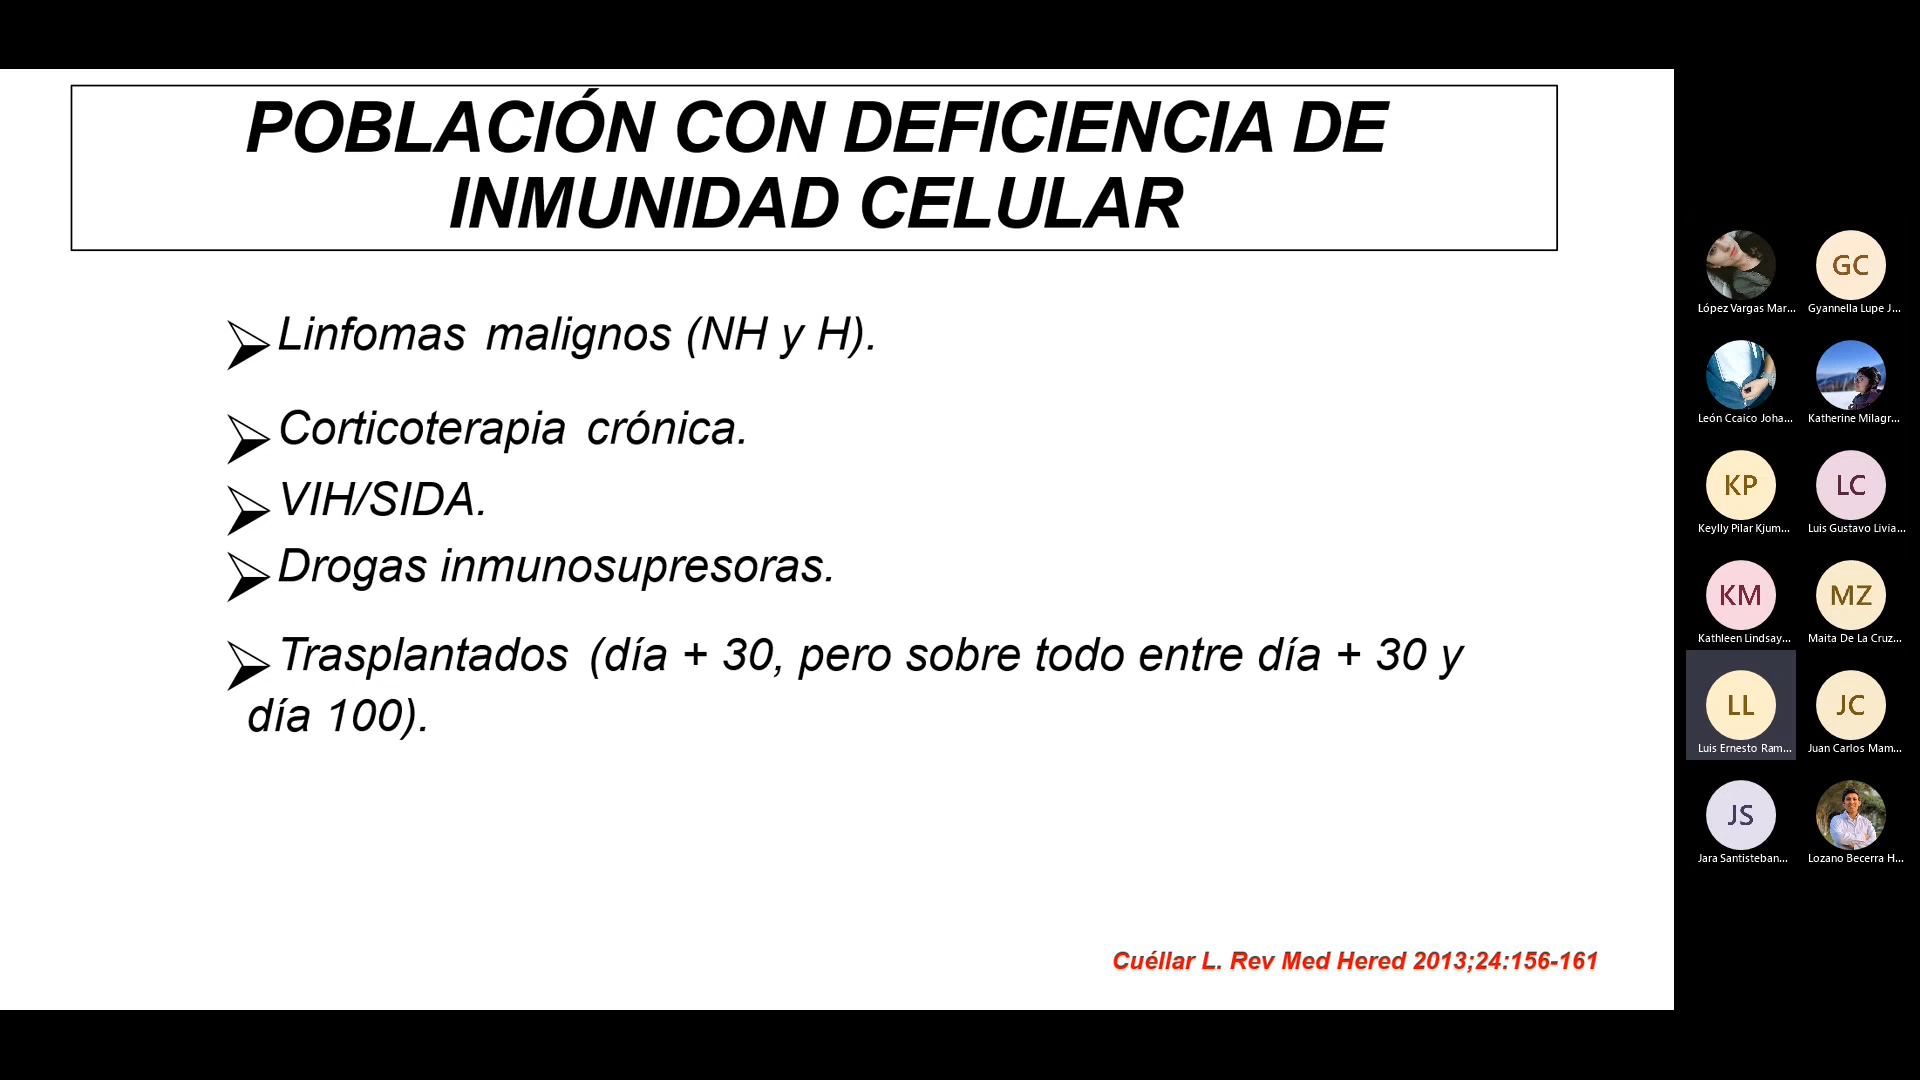 POBLACIÓN CON DEFICIENCIA DE
INMUNIDAD CELULAR
Linfomas malignos (NH y H).
Corticoterapia crónica.
VIH/SIDA.
Drogas inmunosupresoras.
Trasplantados (día + 30, pero sobre todo entre día + 30 y
día 100).
Cuéllar L. Rev Med Hered 2013;24:156-161
GC
López Vargas Mar...
Gyannella Lupe J...
León Ccaico Joha...
Katherine Milagr...
KP
LC
Keylly Pilar Kjum...
Luis Gustavo Livia...
KM
MZ
Kathleen Lindsay...
Maita De La Cruz...
LL
JC
Luis Ernesto Ram...
Juan Carlos Mam...
JS
Jara Santisteban...
Lozano Becerra H...